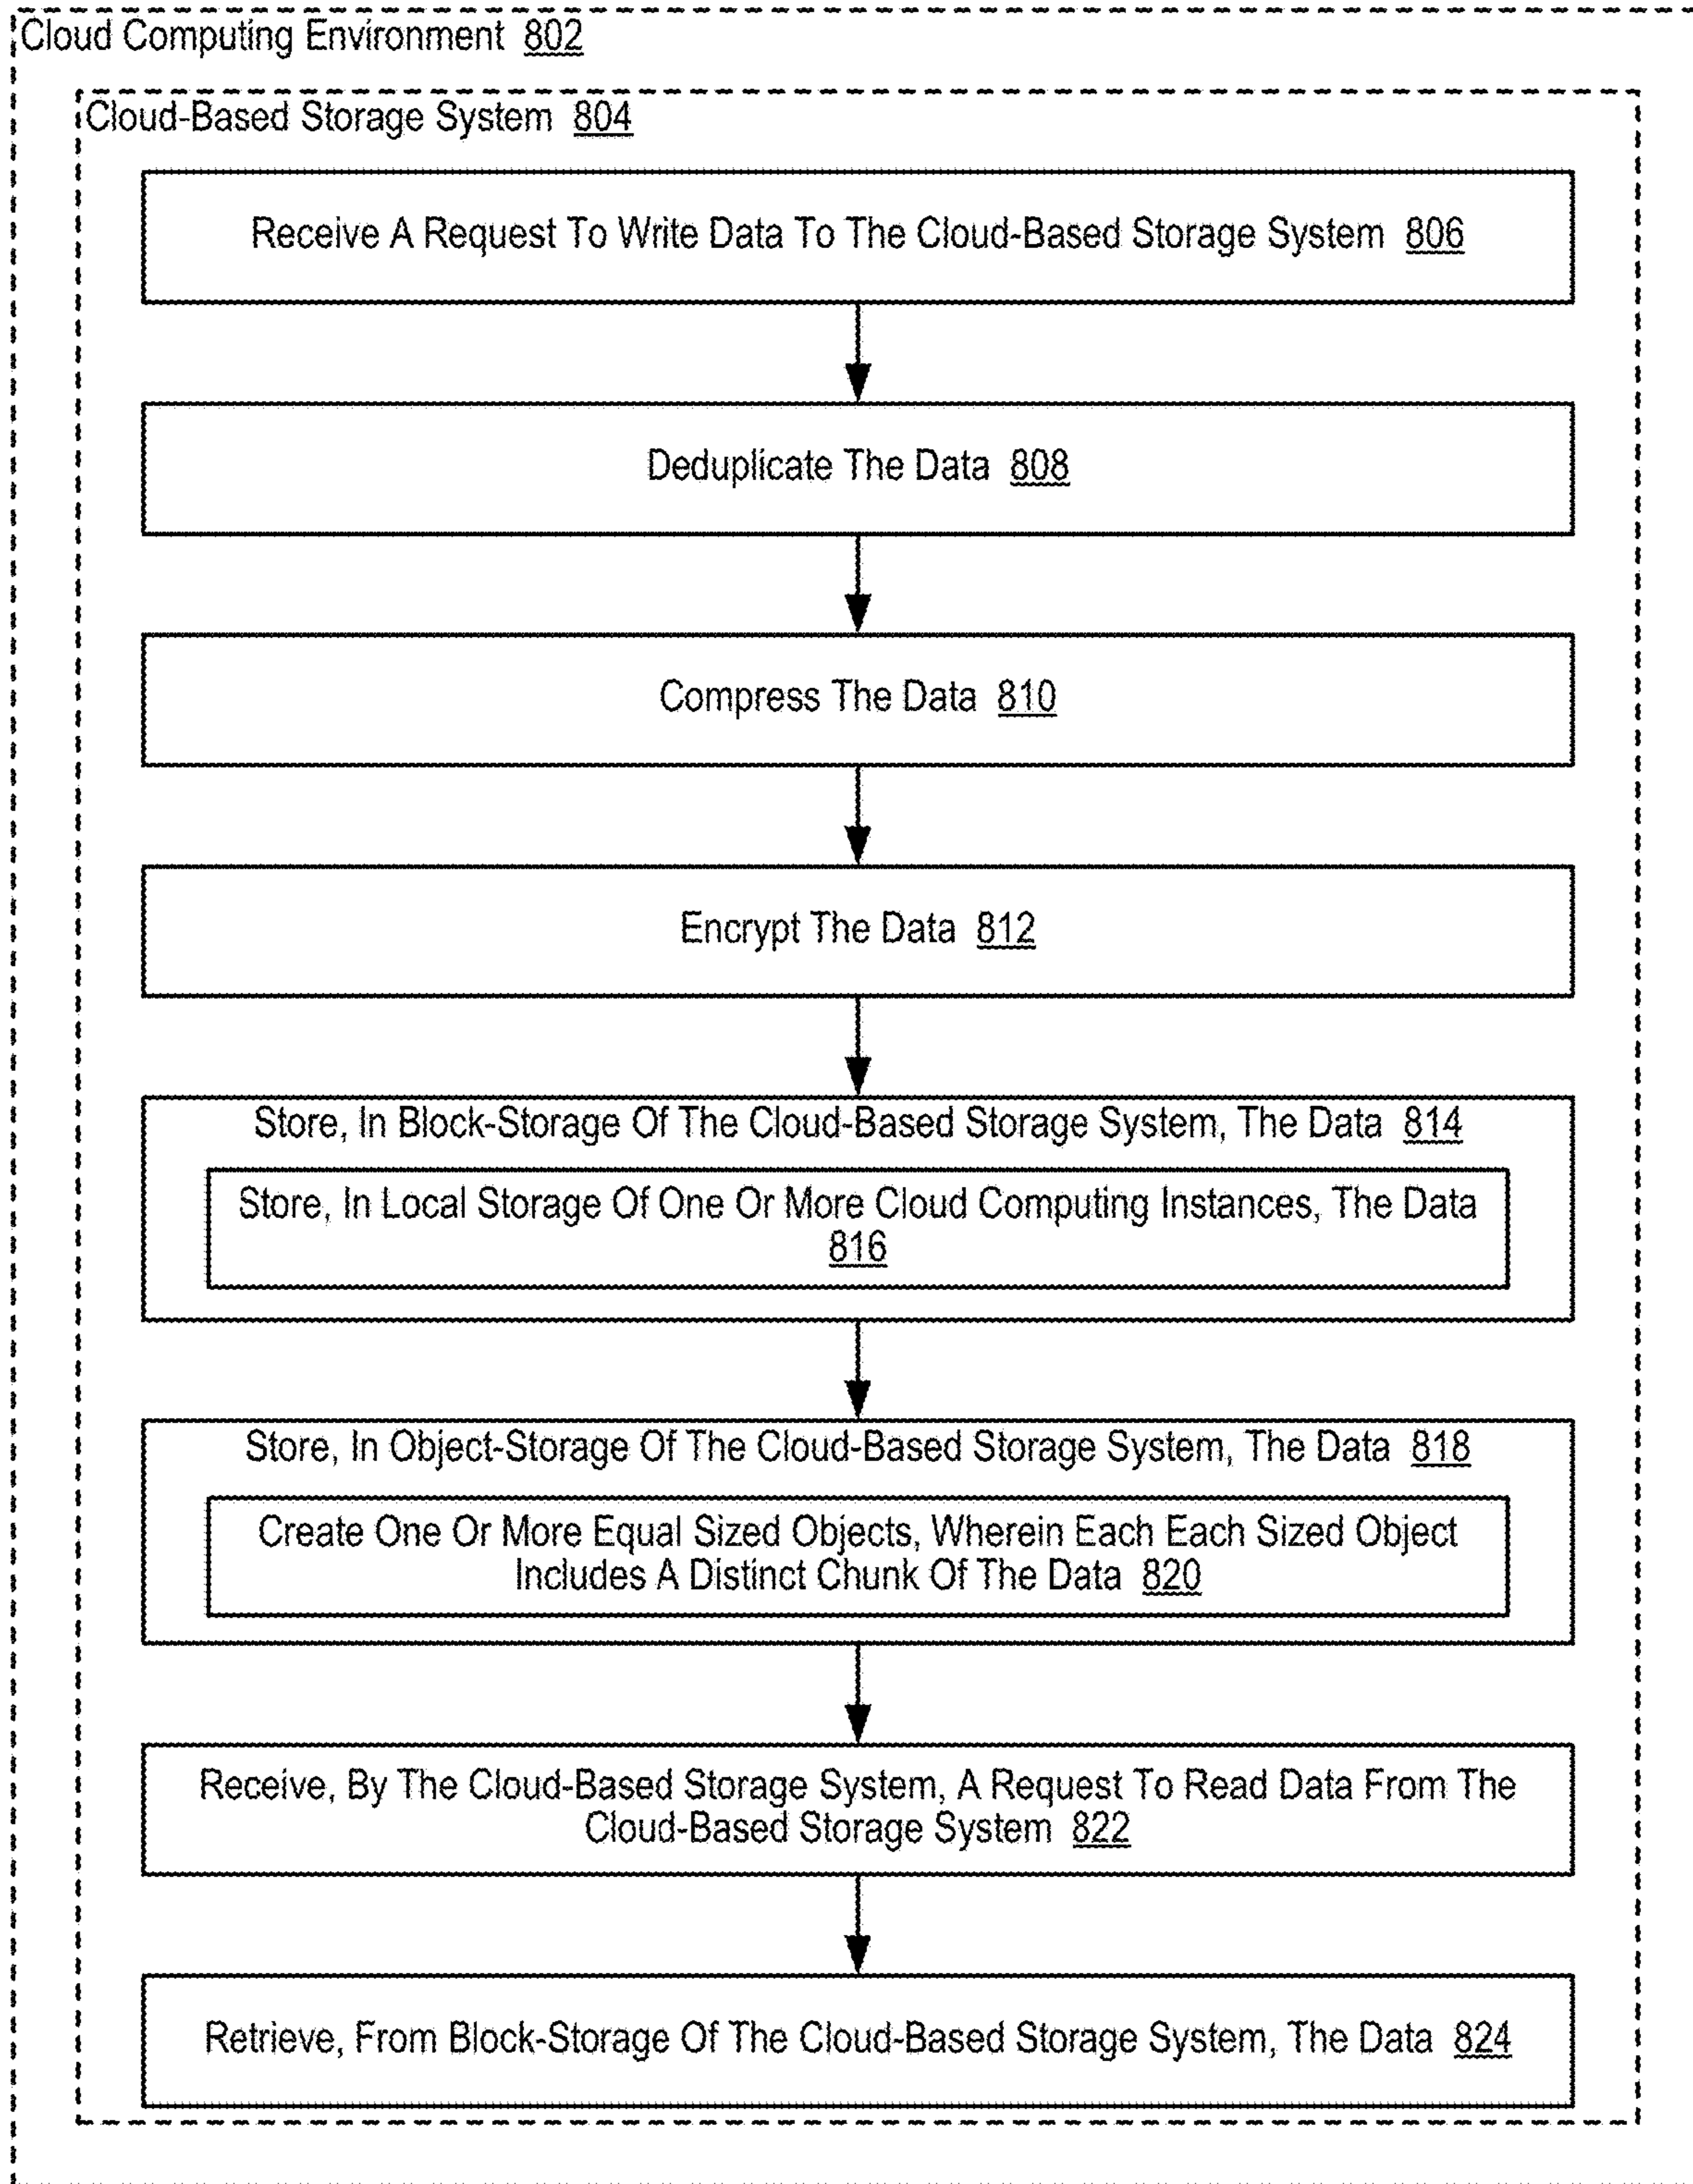 Cloud Computing Environment 802
Cloud-Based Storage System 804
Receive A Request To Write Data To The Cloud-Based Storage System 806
Deduplicate The Data 808
Compress The Data 810
Encrypt The Data 812
Store, In Block-Storage Of The Cloud-Based Storage System, The Data 814
Store, In Local Storage Of One Or More Cloud Computing Instances, The Data
816
Store, In Object-Storage Of The Cloud-Based Storage System, The Data 818
Create One Or More Equal Sized Objects, Wherein Each Each Sized Object
Includes A Distinct Chunk Of The Data 820
Receive, By The Cloud-Based Storage System, A Request To Read Data From The
Cloud-Based Storage System 822
Retrieve, From Block-Storage Of The Cloud-Based Storage System, The Data 824